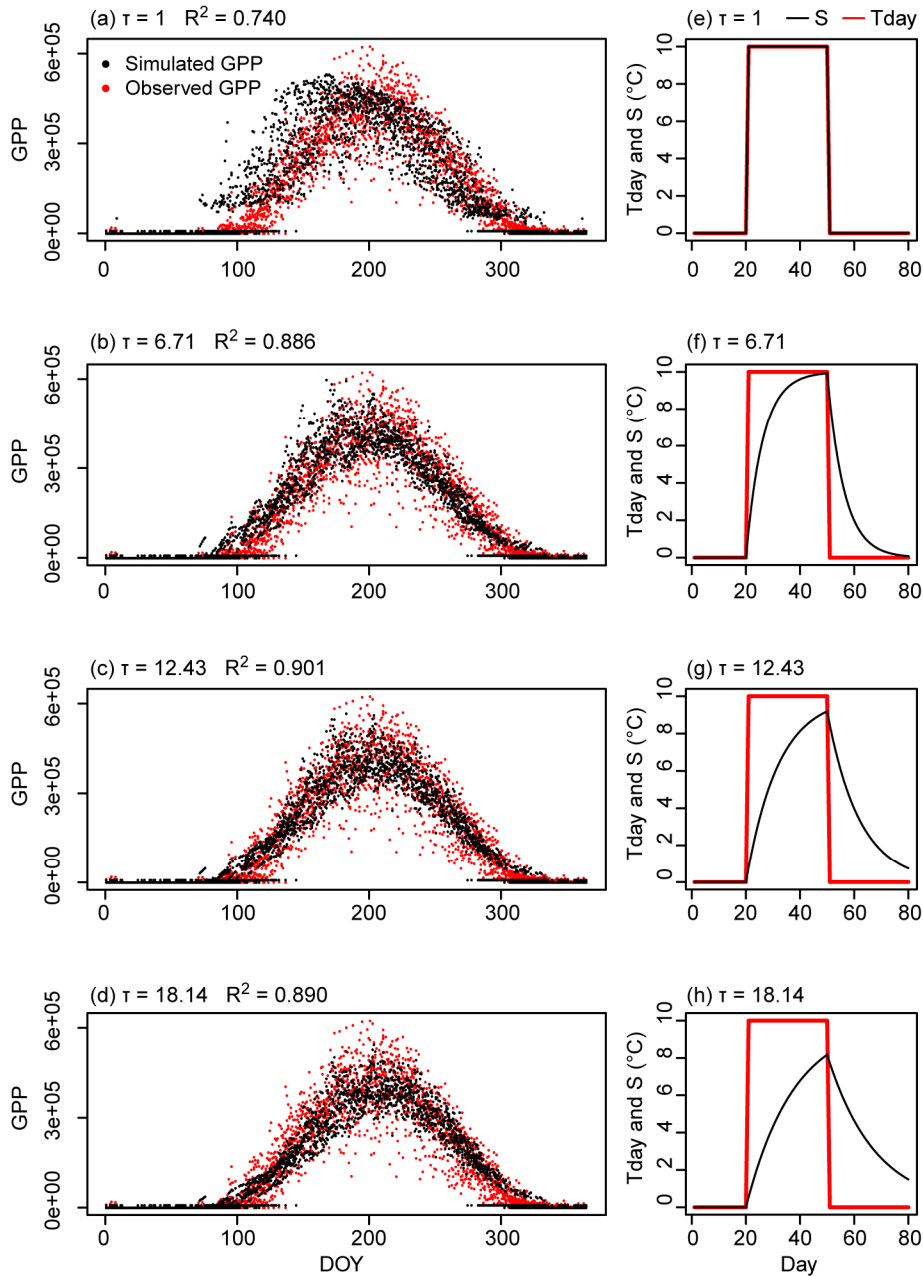 (a) τ = 1 R² = 0.740
Simulated GPP
Observed GPP
GPP
0e+00 3e+05 6e+05
0 100 200 300
(e) τ = 1 S Tday
Tday and S (°C)
0 2 4 6 8 10
0 20 40 60 80
(b) τ = 6.71 R² = 0.886
GPP
0e+00 3e+05 6e+05
0 100 200 300
(f) τ = 6.71
Tday and S (°C)
0 2 4 6 8 10
0 20 40 60 80
(c) τ = 12.43 R² = 0.901
GPP
0e+00 3e+05 6e+05
0 100 200 300
(g) τ = 12.43
Tday and S (°C)
0 2 4 6 8 10
0 20 40 60 80
(d) τ = 18.14 R² = 0.890
GPP
0e+00 3e+05 6e+05
0 100 200 300
DOY
(h) τ = 18.14
Tday and S (°C)
0 2 4 6 8 10
0 20 40 60 80
Day